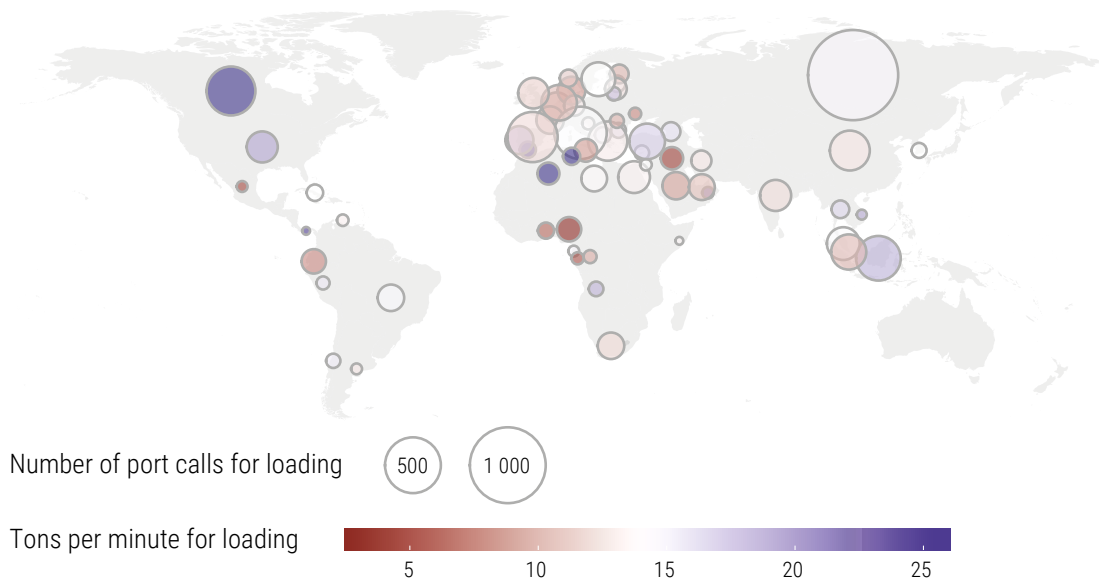 Number of port calls for loading 500 1 000
Tons per minute for loading
5 10 15 20 25